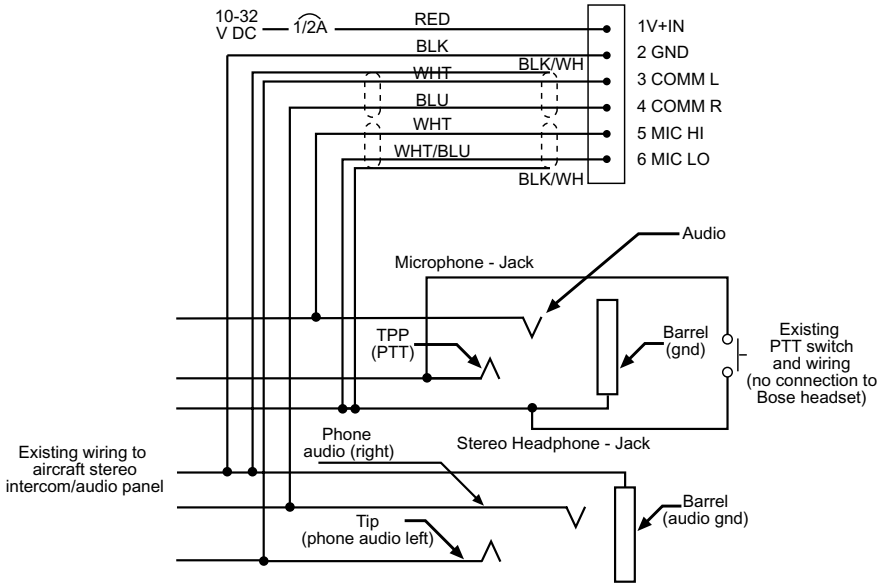 10-32
V DC
1/2A
RED
1V+IN
BLK
2 GND
BLK/WH
WHT
3 COMM L
BLU
4 COMM R
WHT
5 MIC HI
WHT/BLU
6 MIC LO
BLK/WH
Audio
Microphone - Jack
TPP
(PTT)
Barrel
(gnd)
Existing
PTT switch
and wiring
(no connection to
Bose headset)
Phone
audio (right)
Stereo Headphone - Jack
Existing wiring to
aircraft stereo
intercom/audio panel
Tip
(phone audio left)
Barrel
(audio gnd)